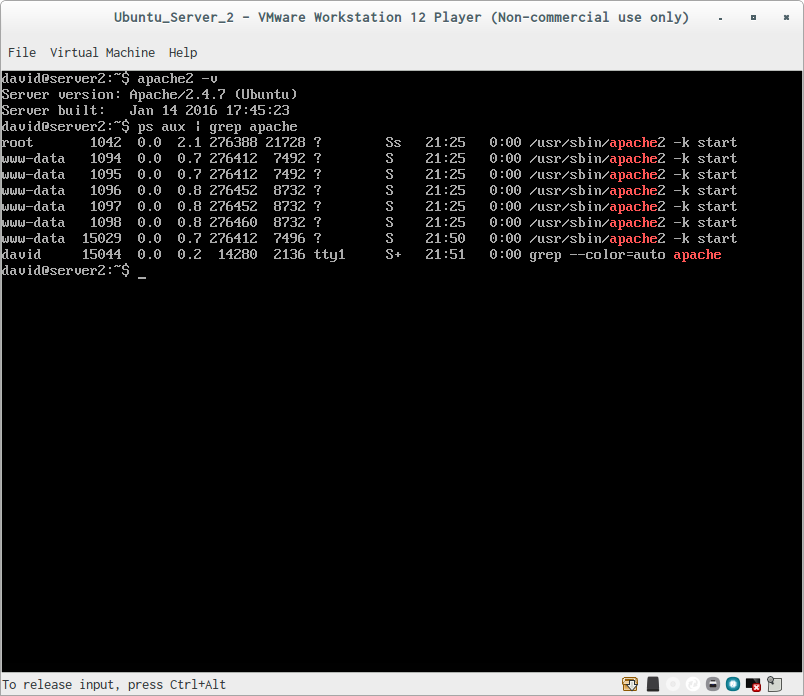 Ubuntu_Server_2 - VMware Workstation 12 Player (Non-commercial use only)
File Virtual Machine Help
david@server2:~$ apache2 -v
Server version: Apache/2.4.7 (Ubuntu)
Server built:   Jan 14 2016 17:45:23
david@server2:~$ ps aux | grep apache
root      1042  0.0  2.1 276388 21728 ?        Ss   21:25   0:00 /usr/sbin/apache2 -k start
www-data  1094  0.0  0.7 276412  7492 ?        S    21:25   0:00 /usr/sbin/apache2 -k start
www-data  1095  0.0  0.7 276412  7492 ?        S    21:25   0:00 /usr/sbin/apache2 -k start
www-data  1096  0.0  0.8 276452  8732 ?        S    21:25   0:00 /usr/sbin/apache2 -k start
www-data  1097  0.0  0.8 276452  8732 ?        S    21:25   0:00 /usr/sbin/apache2 -k start
www-data  1098  0.0  0.8 276460  8732 ?        S    21:25   0:00 /usr/sbin/apache2 -k start
www-data 15029  0.0  0.7 276412  7496 ?        S    21:50   0:00 /usr/sbin/apache2 -k start
david    15044  0.0  0.2  14280  2136 tty1     S+   21:51   0:00 grep --color=auto apache
david@server2:~$ _
To release input, press Ctrl+Alt